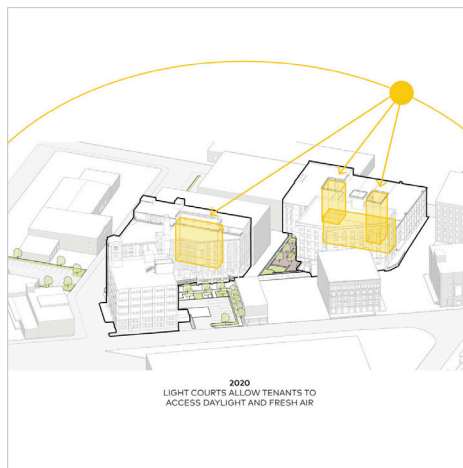 2020
LIGHT COURTS ALLOW TENANTS TO
ACCESS DAYLIGHT AND FRESH AIR